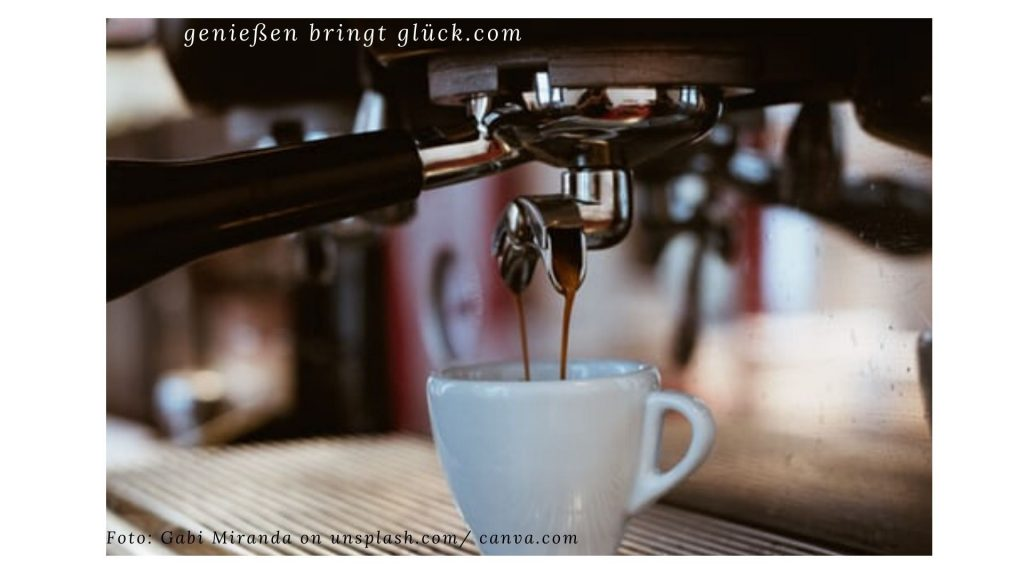 genießen bringt glück.com
Foto: Gabi Miranda on unsplash.com/ canva.com